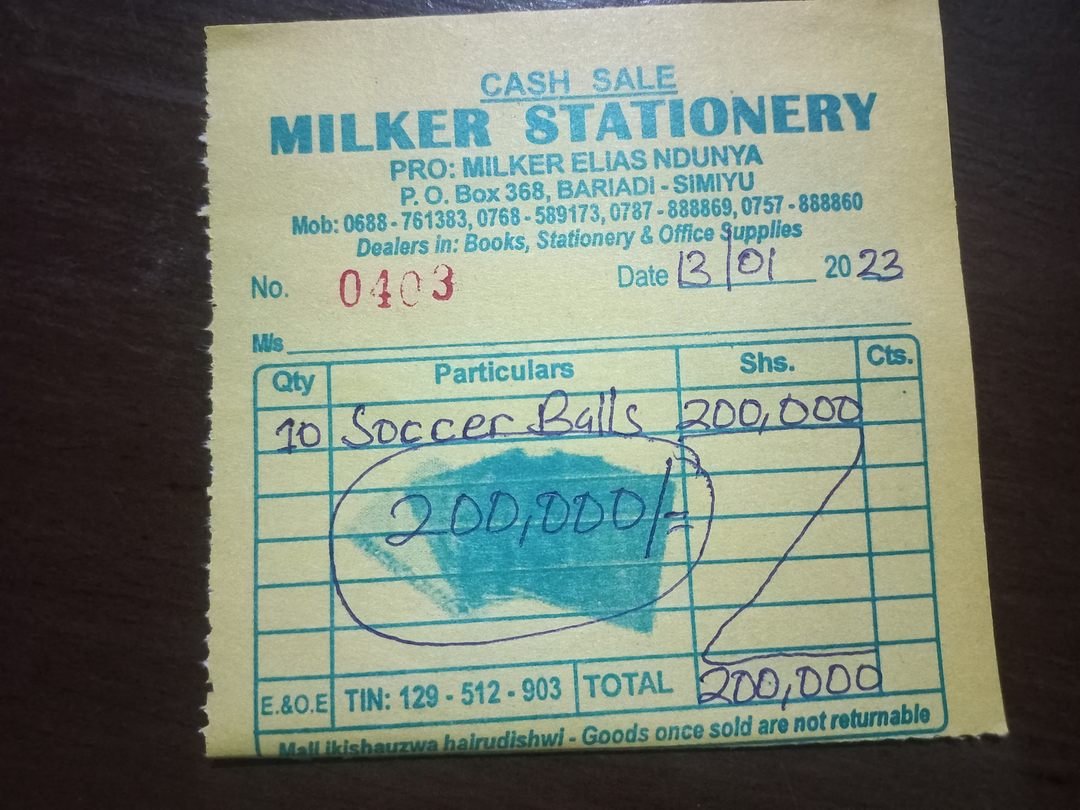 CASH SALE
MILKER STATIONERY
PRO: MILKER ELIAS NDUNYA
P. O. Box 368, BARIADI - SIMIYU
Mob: 0688 - 761383, 0768 - 589173, 0787 - 888869, 0757 - 888860
Dealers in: Books, Stationery & Office Supplies
No. 0403 Date 13/01 2023
M/s
Qty Particulars Shs. Cts.
10 Soccer Balls 200,000
200,000/=
E.&O.E TIN: 129 - 512 - 903 TOTAL 200,000
Mali ikishauzwa hairudishwi - Goods once sold are not returnable